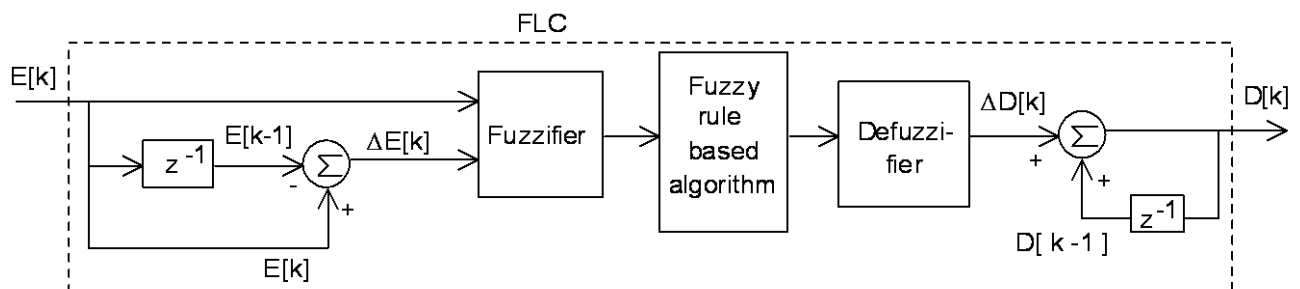 FLC
E[k]
E[k-1]
z⁻¹
Σ
-
+
ΔE[k]
E[k]
Fuzzifier
Fuzzy
rule
based
algorithm
Defuzzi-
fier
ΔD[k]
Σ
+
+
D[k]
z⁻¹
D[ k -1 ]